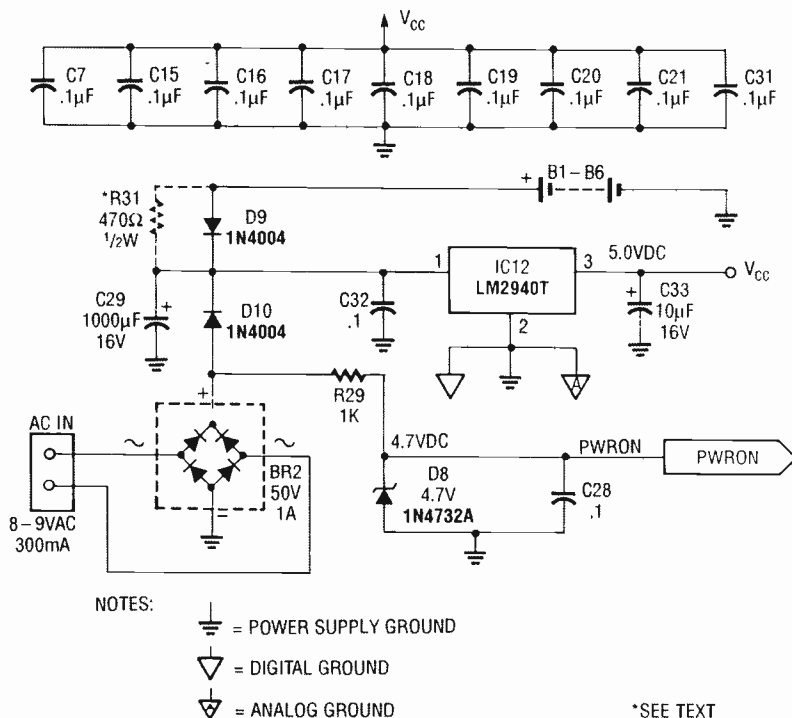 VCC
C7
.1µF
C15
.1µF
C16
.1µF
C17
.1µF
C18
.1µF
C19
.1µF
C20
.1µF
C21
.1µF
C31
.1µF
*R31
470Ω
1/2W
D9
1N4004
+
B1–B6
C29
1000µF
16V
+
D10
1N4004
C32
.1
1
IC12
LM2940T
2
3
5.0VDC
VCC
+
C33
10µF
16V
A
R29
1K
AC IN
8–9VAC
300mA
~
+
~
=
BR2
50V
1A
4.7VDC
PWRON
PWRON
D8
4.7V
1N4732A
C28
.1
NOTES:
= POWER SUPPLY GROUND
= DIGITAL GROUND
A = ANALOG GROUND
*SEE TEXT